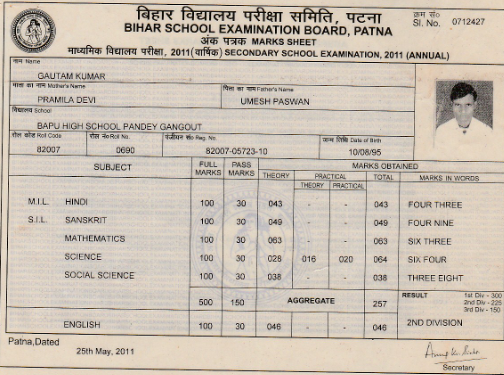 बिहार विद्यालय परीक्षा समिति, पटना
क्रम सं०
BIHAR SCHOOL EXAMINATION BOARD, PATNA
Sl. No. 0712427
अंक पत्रक MARKS SHEET
माध्यमिक विद्यालय परीक्षा, 2011 (वार्षिक) SECONDARY SCHOOL EXAMINATION, 2011 (ANNUAL)
नाम Name
GAUTAM KUMAR
माता का नाम Mother's Name
पिता का नाम Father's Name
PRAMILA DEVI
UMESH PASWAN
विद्यालय School
BAPU HIGH SCHOOL PANDEY GANGOUT
रौल कोड Roll Code
रौल नं० Roll No.
पंजीयन सं० Reg. No.
जन्म तिथि Date of Birth
82007 0690 82007-05723-10 10/08/95
SUBJECT FULL MARKS PASS MARKS MARKS OBTAINED
THEORY PRACTICAL TOTAL MARKS IN WORDS
THEORY PRACTICAL
M.I.L. HINDI 100 30 043 - - 043 FOUR THREE
S.I.L. SANSKRIT 100 30 049 - - 049 FOUR NINE
MATHEMATICS 100 30 063 - - 063 SIX THREE
SCIENCE 100 30 028 016 020 064 SIX FOUR
SOCIAL SCIENCE 100 30 038 - - 038 THREE EIGHT
500 150 AGGREGATE 257 RESULT 1st Div - 300
2nd Div - 225
3rd Div - 150
ENGLISH 100 30 046 - - 046 2ND DIVISION
Patna,Dated
25th May, 2011
Secretary